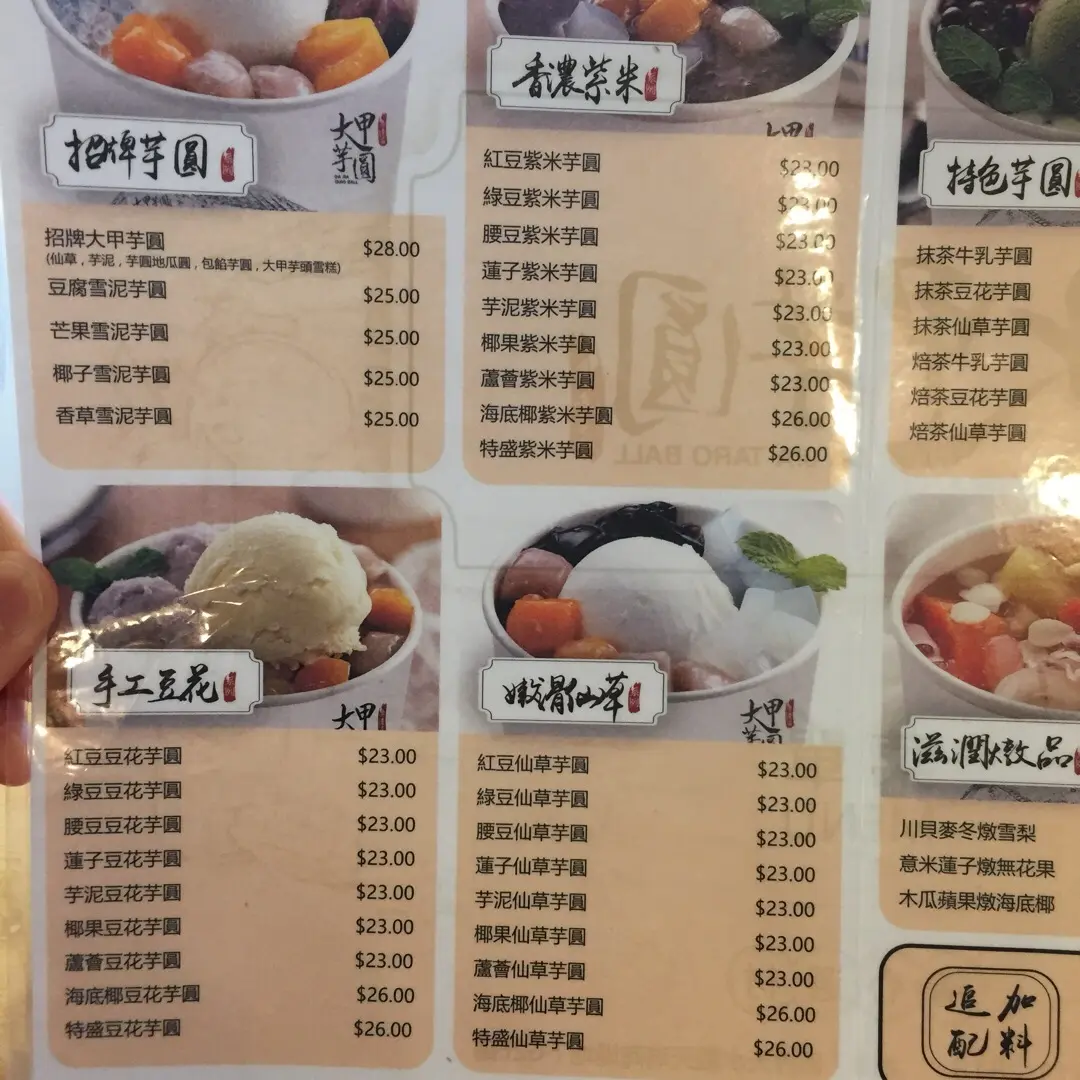 招牌芋圓
大甲
芋圓
招牌大甲芋圓 $28.00
(仙草，芋泥，芋圓地瓜圓，包餡芋圓，大甲芋頭雪糕)
豆腐雪泥芋圓 $25.00
芒果雪泥芋圓 $25.00
椰子雪泥芋圓 $25.00
香草雪泥芋圓 $25.00
香濃紫米
紅豆紫米芋圓 $23.00
綠豆紫米芋圓 $23.00
腰豆紫米芋圓 $23.00
蓮子紫米芋圓 $23.00
芋泥紫米芋圓 $23.00
椰果紫米芋圓 $23.00
蘆薈紫米芋圓 $23.00
海底椰紫米芋圓 $26.00
特盛紫米芋圓 $26.00
特色芋圓
抹茶牛乳芋圓
抹茶豆花芋圓
抹茶仙草芋圓
焙茶牛乳芋圓
焙茶豆花芋圓
焙茶仙草芋圓
手工豆花
大甲
紅豆豆花芋圓 $23.00
綠豆豆花芋圓 $23.00
腰豆豆花芋圓 $23.00
蓮子豆花芋圓 $23.00
芋泥豆花芋圓 $23.00
椰果豆花芋圓 $23.00
蘆薈豆花芋圓 $23.00
海底椰豆花芋圓 $26.00
特盛豆花芋圓 $26.00
嫩滑仙草
大甲
芋圓
紅豆仙草芋圓 $23.00
綠豆仙草芋圓 $23.00
腰豆仙草芋圓 $23.00
蓮子仙草芋圓 $23.00
芋泥仙草芋圓 $23.00
椰果仙草芋圓 $23.00
蘆薈仙草芋圓 $23.00
海底椰仙草芋圓 $26.00
特盛仙草芋圓 $26.00
滋潤燉品
川貝麥冬燉雪梨
意米蓮子燉無花果
木瓜蘋果燉海底椰
追加
配料